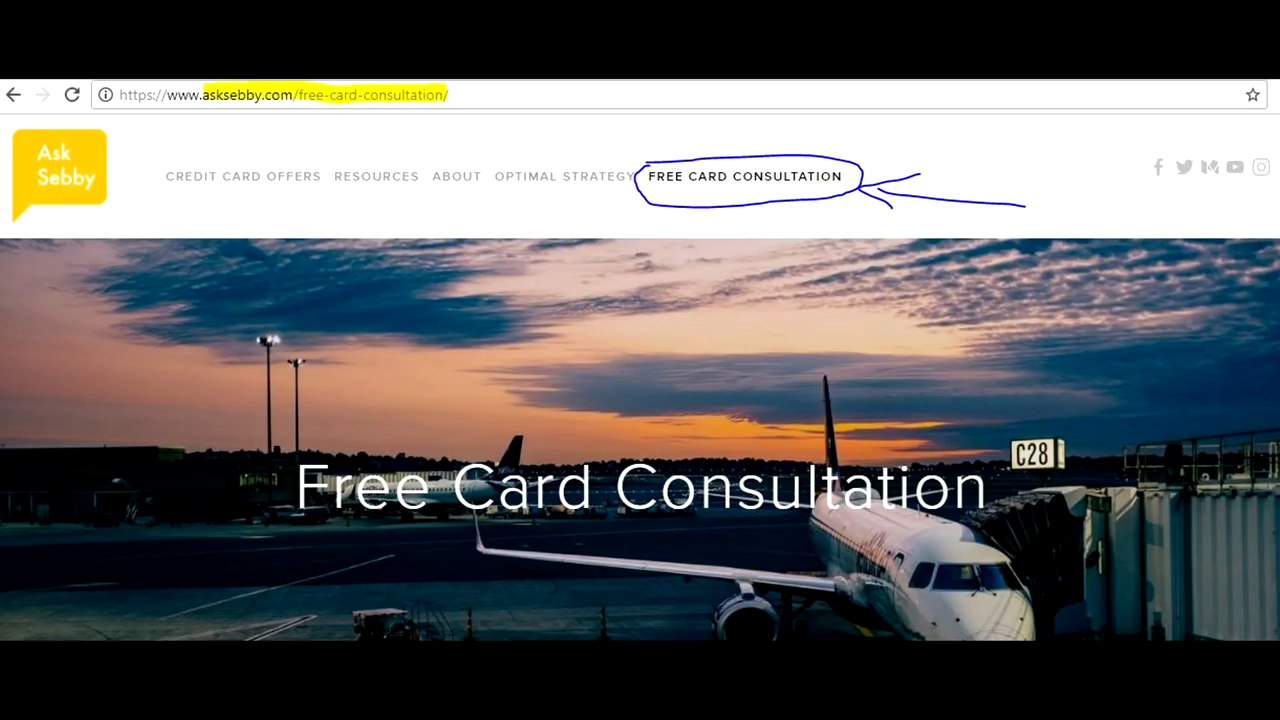 https://www.asksebby.com/free-card-consultation/
Ask
Sebby
CREDIT CARD OFFERS RESOURCES ABOUT OPTIMAL STRATEGY FREE CARD CONSULTATION
C28
Free Card Consultation